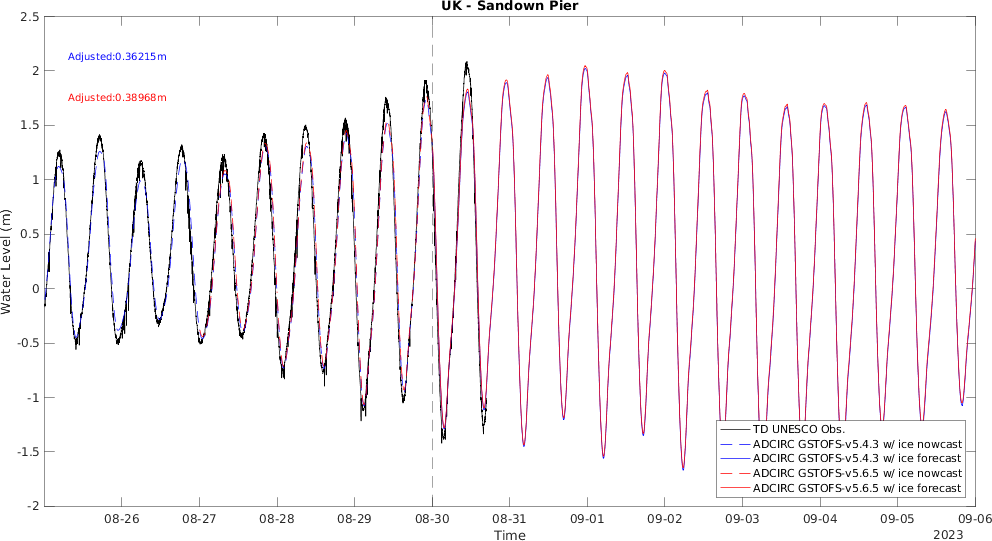 UK - Sandown Pier
2.5
2
1.5
1
0.5
0
-0.5
-1
-1.5
-2
Water Level (m)
Adjusted:0.36215m
Adjusted:0.38968m
TD UNESCO Obs.
ADCIRC GSTOFS-v5.4.3 w/ ice nowcast
ADCIRC GSTOFS-v5.4.3 w/ ice forecast
ADCIRC GSTOFS-v5.6.5 w/ ice nowcast
ADCIRC GSTOFS-v5.6.5 w/ ice forecast
08-26 08-27 08-28 08-29 08-30 08-31 09-01 09-02 09-03 09-04 09-05 09-06
Time
2023